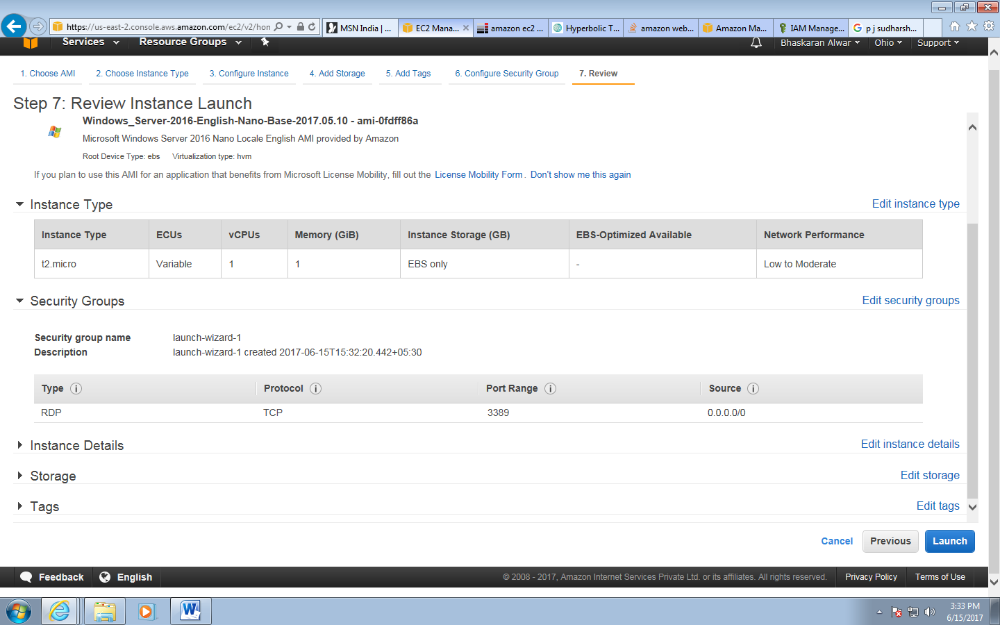 https://us-east-2.console.aws.amazon.com/ec2/v2/hon
MSN India | ...
EC2 Mana...
amazon ec2 ...
Hyperbolic T...
amazon web...
Amazon Ma...
IAM Manage...
p j sudharsh...
Services
Resource Groups
Bhaskaran Alwar
Ohio
Support
1. Choose AMI
2. Choose Instance Type
3. Configure Instance
4. Add Storage
5. Add Tags
6. Configure Security Group
7. Review
Step 7: Review Instance Launch
Windows_Server-2016-English-Nano-Base-2017.05.10 - ami-0fdff86a
Microsoft Windows Server 2016 Nano Locale English AMI provided by Amazon
Root Device Type: ebs Virtualization type: hvm
If you plan to use this AMI for an application that benefits from Microsoft License Mobility, fill out the License Mobility Form. Don't show me this again
Instance Type
Edit instance type
Instance Type ECUs vCPUs Memory (GiB) Instance Storage (GB) EBS-Optimized Available Network Performance
t2.micro Variable 1 1 EBS only - Low to Moderate
Security Groups
Edit security groups
Security group name launch-wizard-1
Description launch-wizard-1 created 2017-06-15T15:32:20.442+05:30
Type Protocol Port Range Source
RDP TCP 3389 0.0.0.0/0
Instance Details
Edit instance details
Storage
Edit storage
Tags
Edit tags
Cancel Previous Launch
Feedback English
© 2008 - 2017, Amazon Internet Services Private Ltd. or its affiliates. All rights reserved. Privacy Policy Terms of Use
3:33 PM
6/15/2017